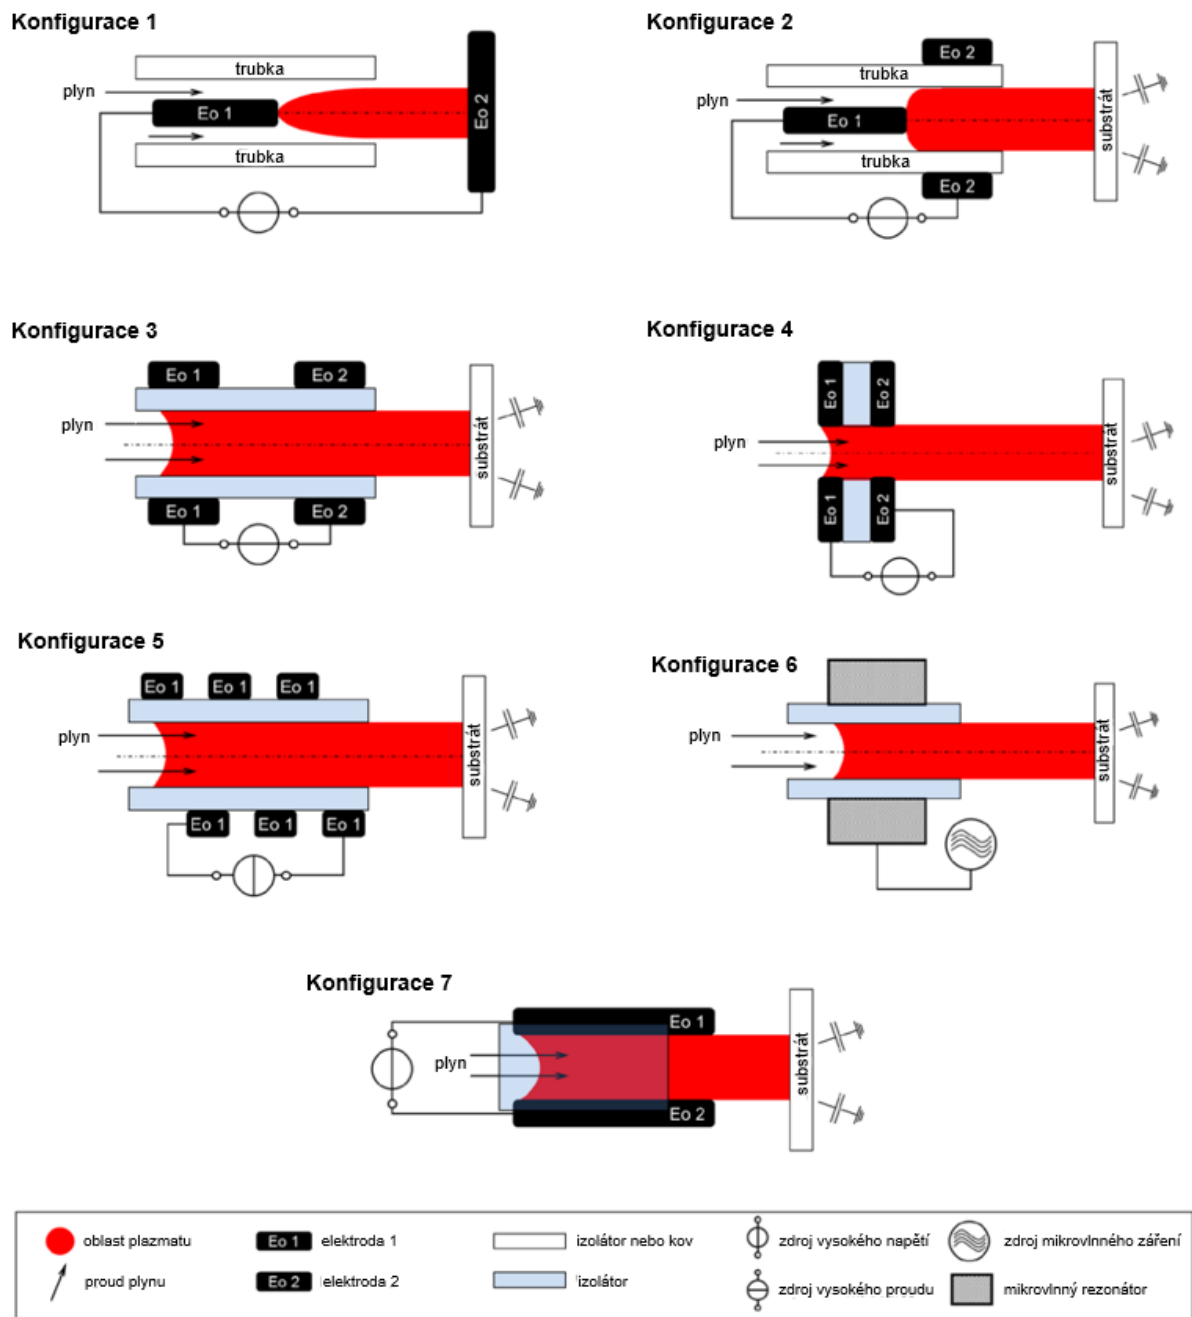 Konfigurace 1
trubka
plyn
Eo 1
Eo 2
trubka
Konfigurace 2
Eo 2
trubka
plyn
Eo 1
substrát
trubka
Eo 2
Konfigurace 3
Eo 1 Eo 2
plyn
substrát
Eo 1 Eo 2
Konfigurace 4
Eo 1 Eo 2
plyn
substrát
Eo 1 Eo 2
Konfigurace 5
Eo 1 Eo 1 Eo 1
plyn
substrát
Eo 1 Eo 1 Eo 1
Konfigurace 6
plyn
substrát
Konfigurace 7
Eo 1
plyn
substrát
Eo 2
oblast plazmatu
proud plynu
Eo 1 elektroda 1
Eo 2 elektroda 2
izolátor nebo kov
izolátor
zdroj vysokého napětí
zdroj vysokého proudu
zdroj mikrovlnného záření
mikrovlnný rezonátor